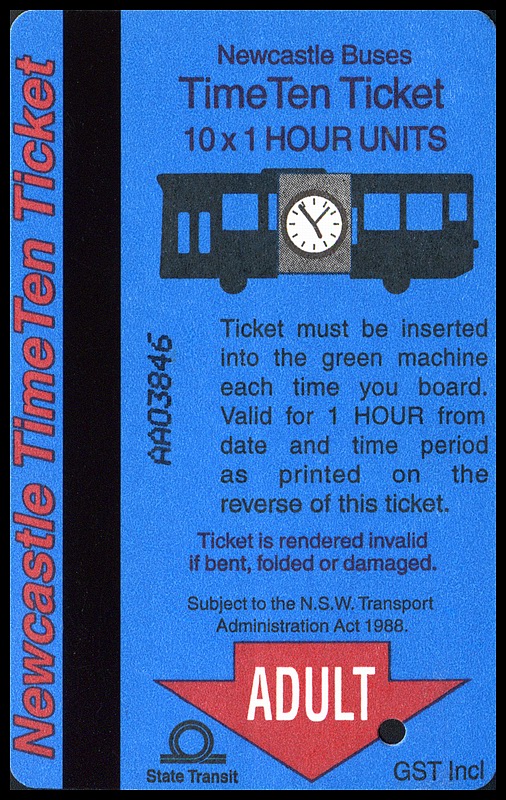 Newcastle TimeTen Ticket
Newcastle Buses
TimeTen Ticket
10 x 1 HOUR UNITS
AA03846
Ticket must be inserted
into the green machine
each time you board.
Valid for 1 HOUR from
date and time period
as printed on the
reverse of this ticket.
Ticket is rendered invalid
if bent, folded or damaged.
Subject to the N.S.W. Transport
Administration Act 1988.
ADULT
State Transit
GST Incl